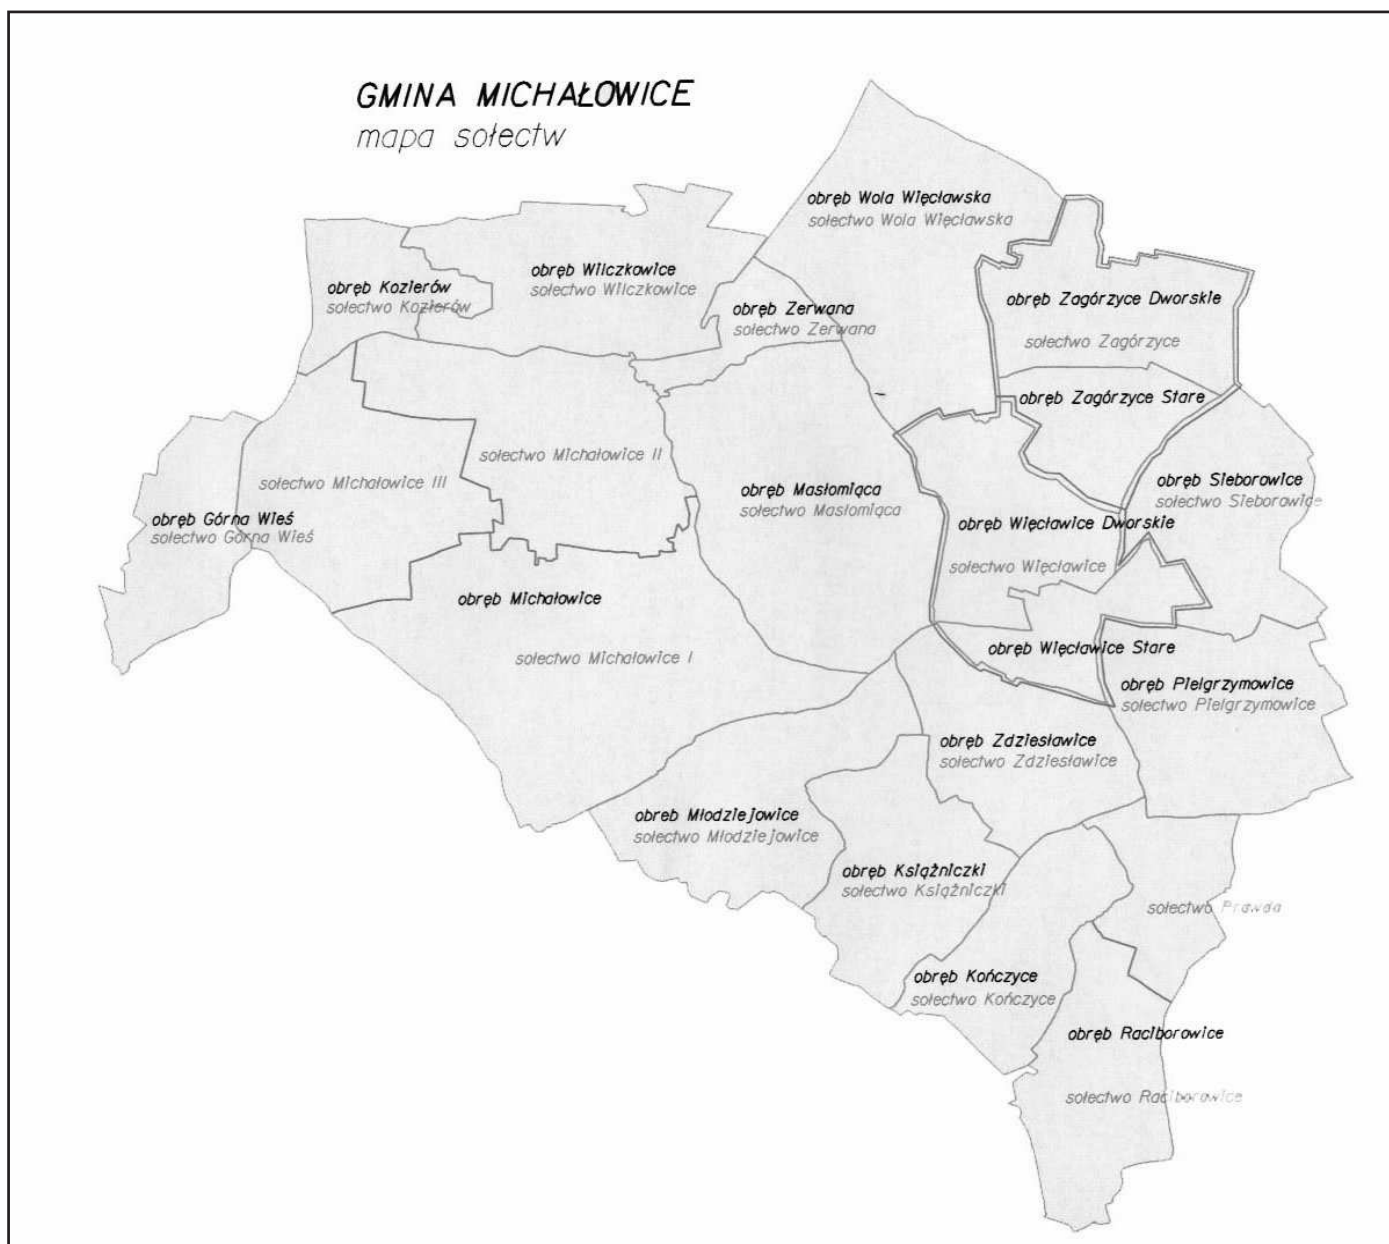 GMINA MICHAŁOWICE
mapa sołectw
obręb Wola Więcławska
sołectwo Wola Więcławska
obręb Wilczkowice
sołectwo Wilczkowice
obręb Kozierów
sołectwo Kozierów
obręb Zerwana
sołectwo Zerwana
obręb Zagórzyce Dworskie
sołectwo Zagórzyce
obręb Zagórzyce Stare
sołectwo Michałowice II
sołectwo Michałowice III
obręb Masłomiąca
sołectwo Masłomiąca
obręb Sieborowice
sołectwo Sieborowice
obręb Górna Wieś
sołectwo Górna Wieś
obręb Więcławice Dworskie
sołectwo Więcławice
obręb Michałowice
sołectwo Michałowice I
obręb Więcławice Stare
obręb Pielgrzymowice
sołectwo Pielgrzymowice
obręb Zdziesławice
sołectwo Zdziesławice
obreb Młodziejowice
sołectwo Młodziejowice
obręb Książniczki
sołectwo Książniczki
sołectwo Prawda
obręb Kończyce
sołectwo Kończyce
obręb Raciborowice
sołectwo Raciborowice